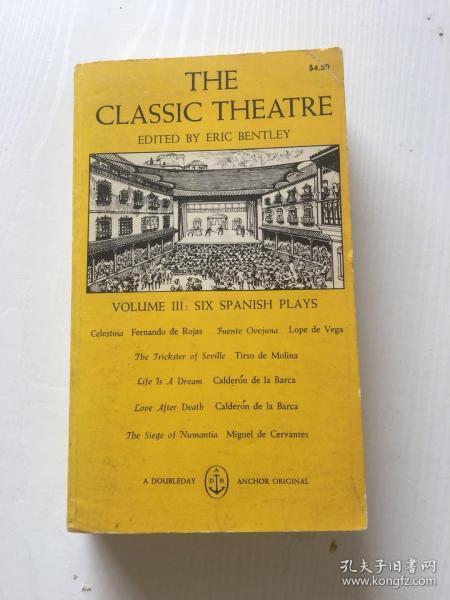 THE
$4.50
CLASSIC THEATRE
EDITED BY ERIC BENTLEY
VOLUME III: SIX SPANISH PLAYS
Celestina Fernando de Rojas Fuente Ovejuna Lope de Vega
The Trickster of Seville Tirso de Molina
Life Is A Dream Calderón de la Barca
Love After Death Calderón de la Barca
The Siege of Numantia Miguel de Cervantes
A DOUBLEDAY A D B ANCHOR ORIGINAL
孔夫子旧书网
www.kongfz.com